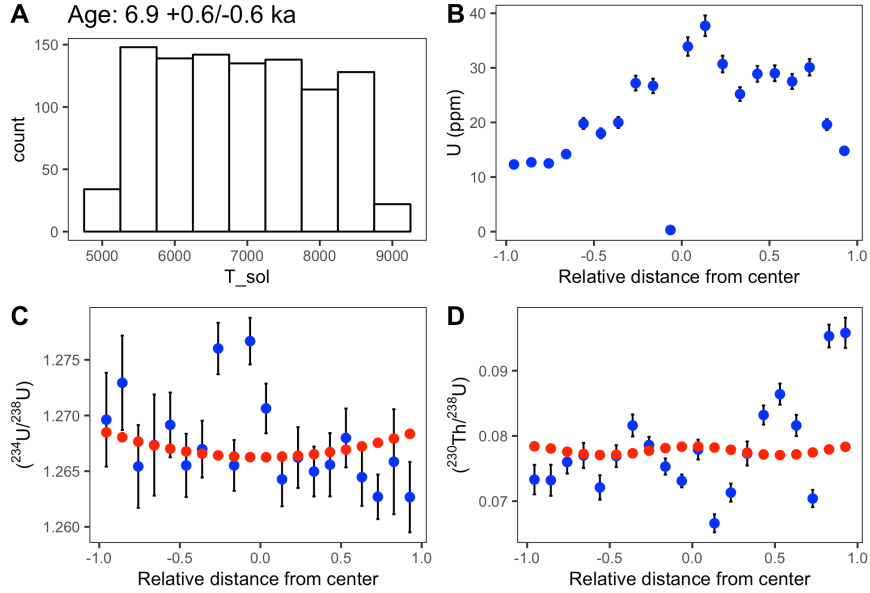 A
Age: 6.9 +0.6/-0.6 ka
150
100
50
0
count
5000 6000 7000 8000 9000
T_sol
B
40
30
20
10
0
U (ppm)
-1.0 -0.5 0.0 0.5 1.0
Relative distance from center
C
1.275
1.270
1.265
1.260
(²³⁴U/²³⁸U)
-1.0 -0.5 0.0 0.5 1.0
Relative distance from center
D
0.09
0.08
0.07
(²³⁰Th/²³⁸U)
-1.0 -0.5 0.0 0.5 1.0
Relative distance from center